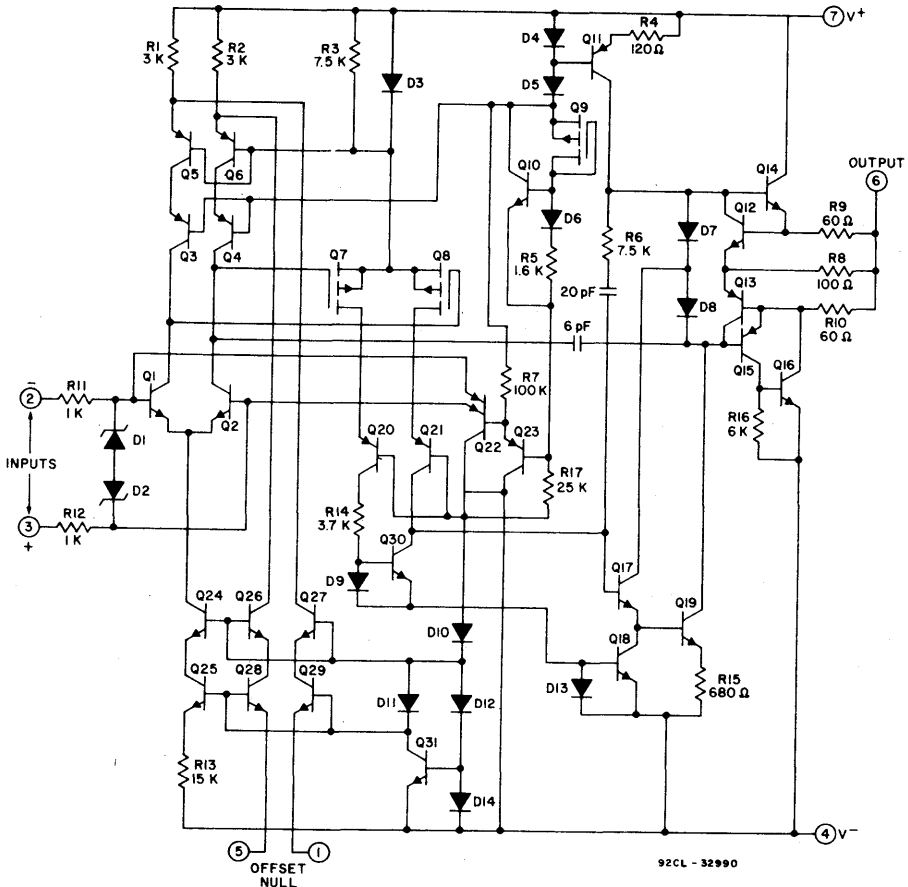 R1
3 K
R2
3 K
R3
7.5 K
D3
D4
Q11
R4
120 Ω
7
V+
D5
Q9
Q5
Q6
Q10
Q14
OUTPUT
6
Q12
R9
60 Ω
D6
D7
R6
7.5 K
R5
1.6 K
R8
100 Ω
Q3
Q4
Q7
Q8
Q13
20 pF
D8
R10
60 Ω
6 pF
Q15
Q16
R7
100 K
R11
1 K
2
−
Q1
Q2
R16
6 K
D1
Q20
Q21
Q22
Q23
INPUTS
D2
R17
25 K
R14
3.7 K
3
+
R12
1 K
Q30
D9
Q17
Q24
Q26
Q27
Q19
D10
Q18
Q25
Q28
Q29
D11
D12
D13
R15
680 Ω
Q31
R13
15 K
D14
4
V−
5
1
OFFSET
NULL
92CL - 32990